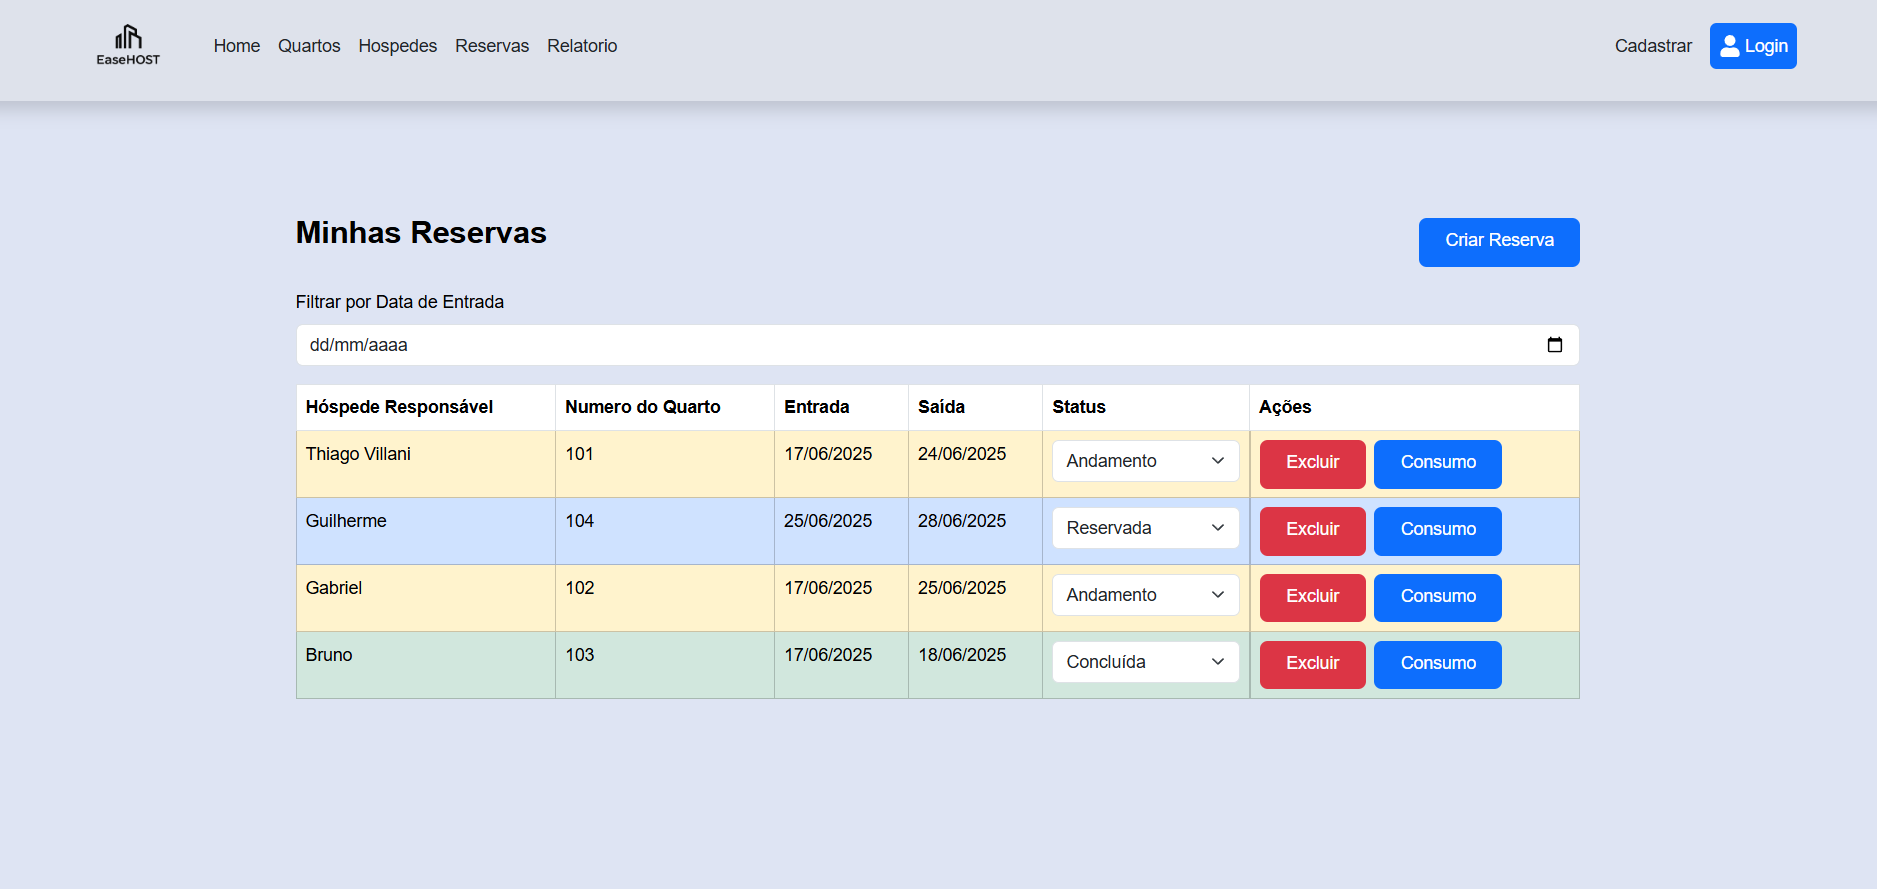 EaseHOST
Home Quartos Hospedes Reservas Relatorio Cadastrar Login
Minhas Reservas
Criar Reserva
Filtrar por Data de Entrada
dd/mm/aaaa
Hóspede Responsável Numero do Quarto Entrada Saída Status Ações
Thiago Villani 101 17/06/2025 24/06/2025 Andamento Excluir Consumo
Guilherme 104 25/06/2025 28/06/2025 Reservada Excluir Consumo
Gabriel 102 17/06/2025 25/06/2025 Andamento Excluir Consumo
Bruno 103 17/06/2025 18/06/2025 Concluída Excluir Consumo